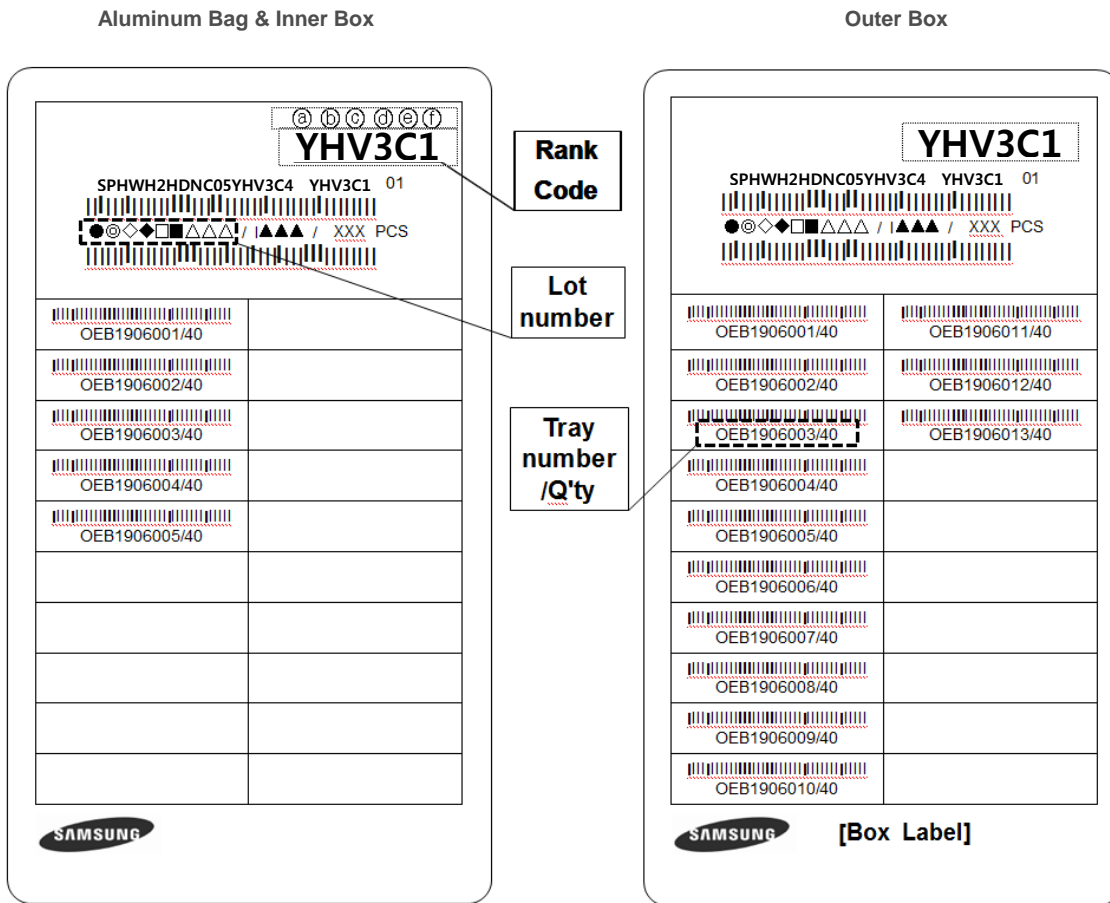 Aluminum Bag & Inner Box
ⓐ ⓑ ⓒ ⓓ ⓔ ⓕ
YHV3C1
SPHWH2HDNC05YHV3C4 YHV3C1 01
●◎◇◆□■△△△ / I▲▲▲ / XXX PCS
OEB1906001/40
OEB1906002/40
OEB1906003/40
OEB1906004/40
OEB1906005/40
SAMSUNG
Rank
Code
Lot
number
Tray
number
/Q'ty
Outer Box
YHV3C1
SPHWH2HDNC05YHV3C4 YHV3C1 01
●◎◇◆□■△△△ / I▲▲▲ / XXX PCS
OEB1906001/40 OEB1906011/40
OEB1906002/40 OEB1906012/40
OEB1906003/40 OEB1906013/40
OEB1906004/40
OEB1906005/40
OEB1906006/40
OEB1906007/40
OEB1906008/40
OEB1906009/40
OEB1906010/40
SAMSUNG [Box Label]